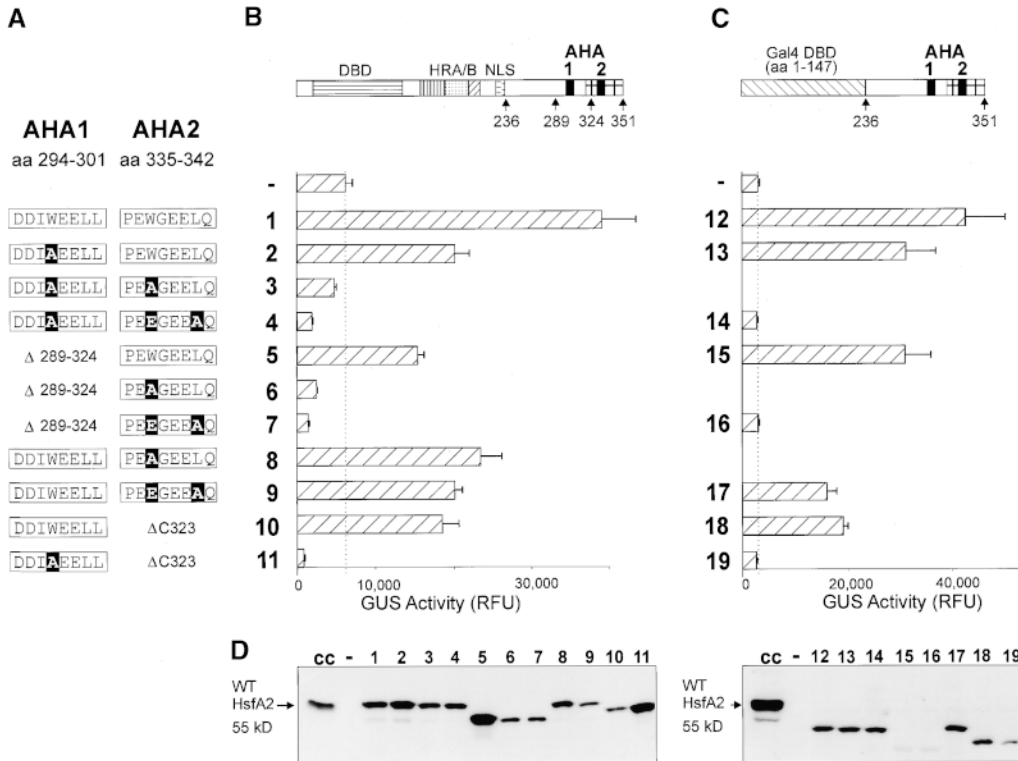 A
B
C
DBD
HRA/B NLS
AHA
1 2
236 289 324 351
Gal4 DBD
(aa 1-147)
AHA
1 2
236 351
AHA1 AHA2
aa 294-301 aa 335-342
- -
DDIWEELL PEWGEELQ 1 12
DDIAEELL PEWGEELQ 2 13
DDIAEELL PEAGEELQ 3
DDIAEELL PEEGEEAQ 4 14
Δ 289-324 PEWGEELQ 5 15
Δ 289-324 PEAGEELQ 6
Δ 289-324 PEEGEEAQ 7 16
DDIWEELL PEAGEELQ 8
DDIWEELL PEEGEEAQ 9 17
DDIWEELL ΔC323 10 18
DDIAEELL ΔC323 11 19
0 10,000 30,000
GUS Activity (RFU)
0 20,000 40,000
GUS Activity (RFU)
D
CC - 1 2 3 4 5 6 7 8 9 10 11
WT
HsfA2
55 kD
CC - 12 13 14 15 16 17 18 19
WT
HsfA2
55 kD